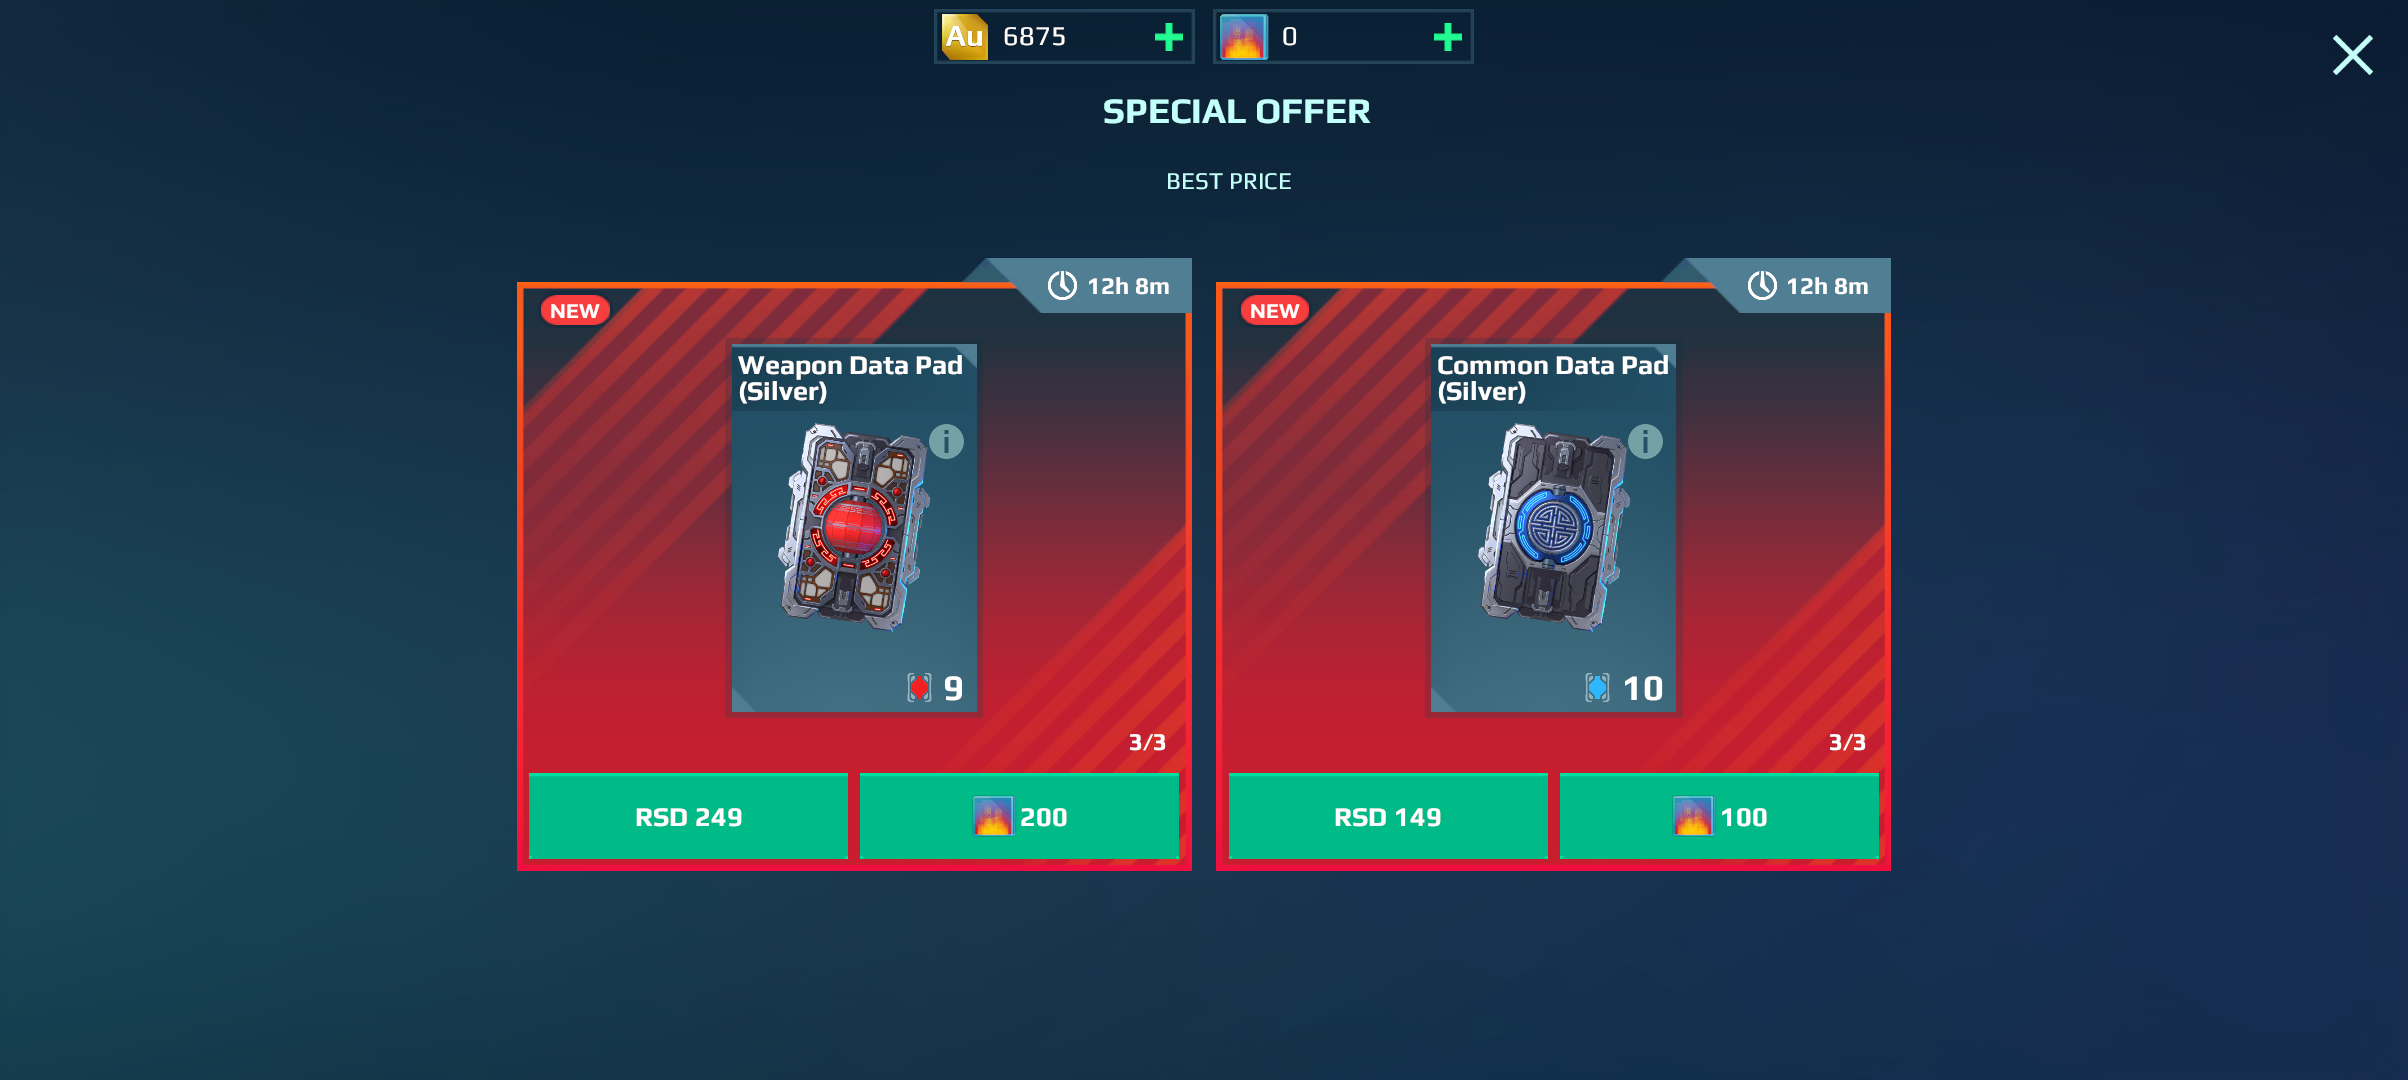 Au 6875
0
SPECIAL OFFER
BEST PRICE
12h 8m
NEW
Weapon Data Pad
(Silver)
i
9
3/3
RSD 249
200
12h 8m
NEW
Common Data Pad
(Silver)
i
10
3/3
RSD 149
100